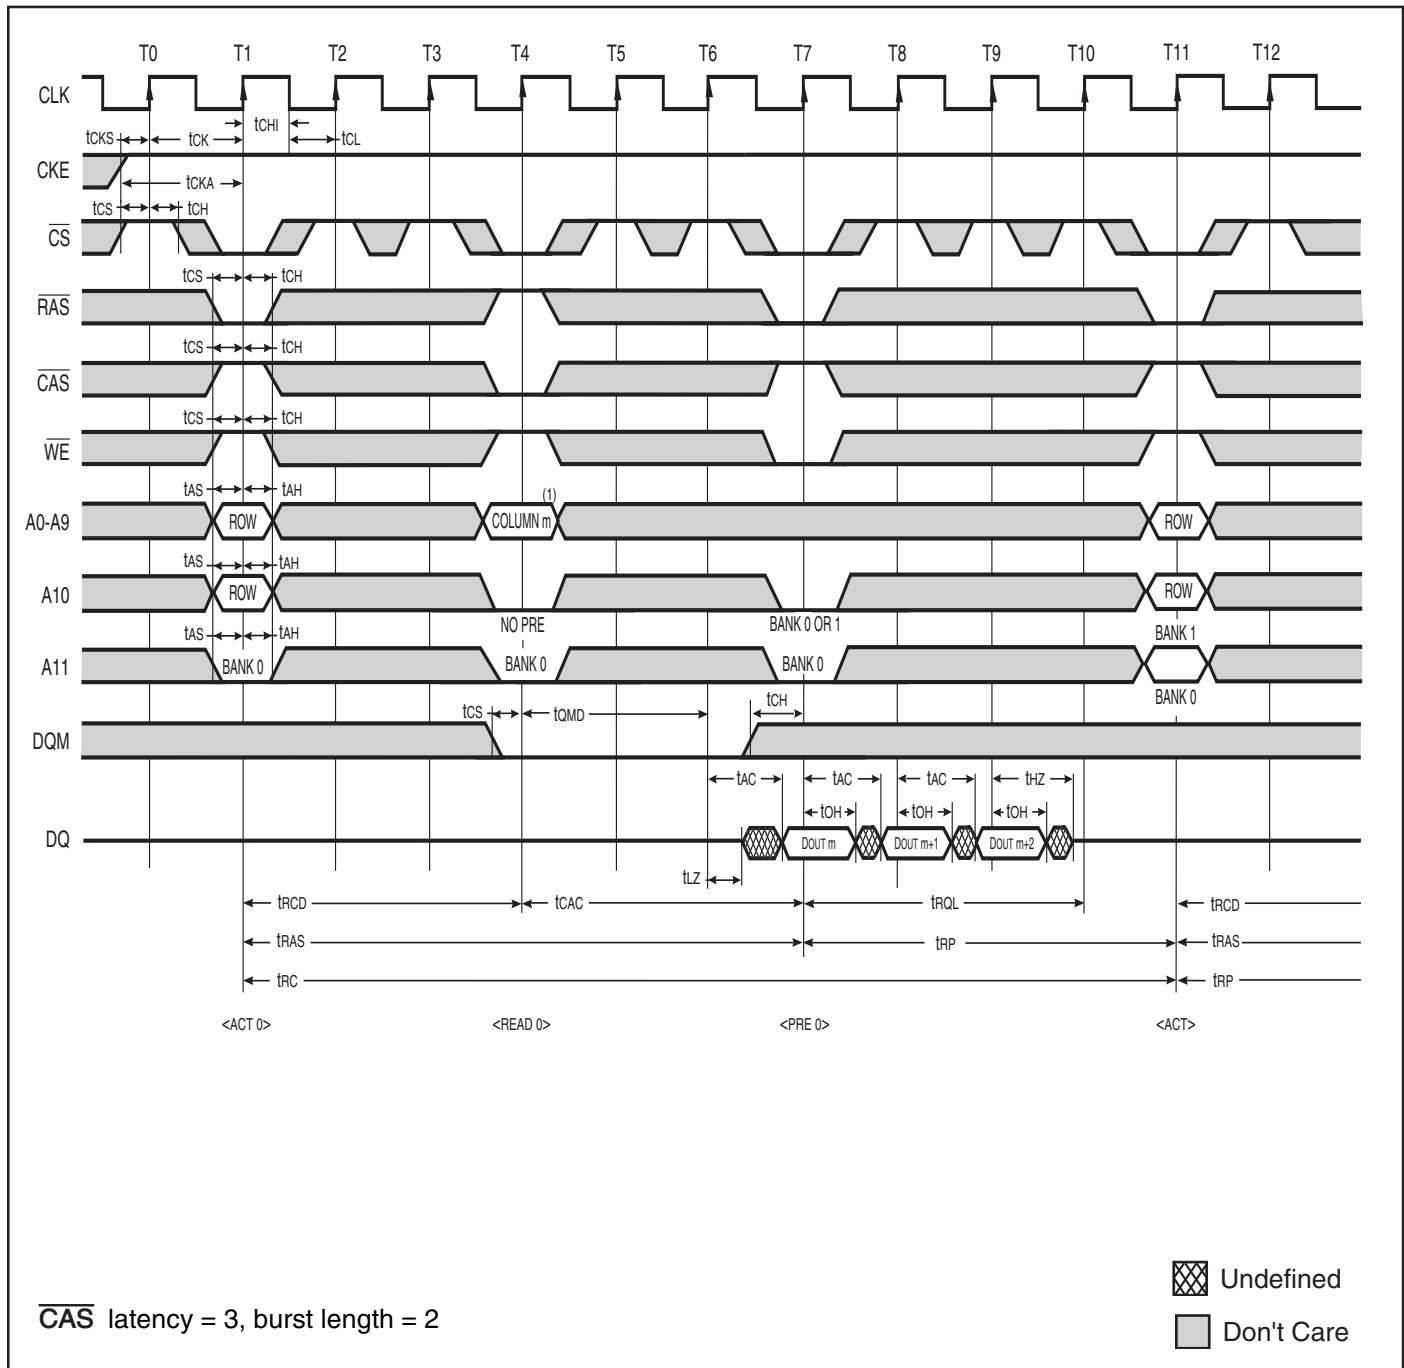 T0 T1 T2 T3 T4 T5 T6 T7 T8 T9 T10 T11 T12
CLK
tCHI
tCKS tCK tCL
CKE
tCKA
tCS tCH
CS
tCS tCH
RAS
tCS tCH
CAS
tCS tCH
WE
tAS tAH
(1)
A0-A9 ROW COLUMN m ROW
tAS tAH
A10 ROW ROW
NO PRE BANK 0 OR 1 BANK 1
tAS tAH
A11 BANK 0 BANK 0 BANK 0
BANK 0
tCH
tCS tQMD
DQM
tAC tAC tAC tHZ
tOH tOH tOH
DQ DOUT m DOUT m+1 DOUT m+2
tLZ
tRCD tCAC tRQL tRCD
tRAS tRP tRAS
tRC tRP
<ACT 0> <READ 0> <PRE 0> <ACT>
Undefined
CAS latency = 3, burst length = 2
Don't Care